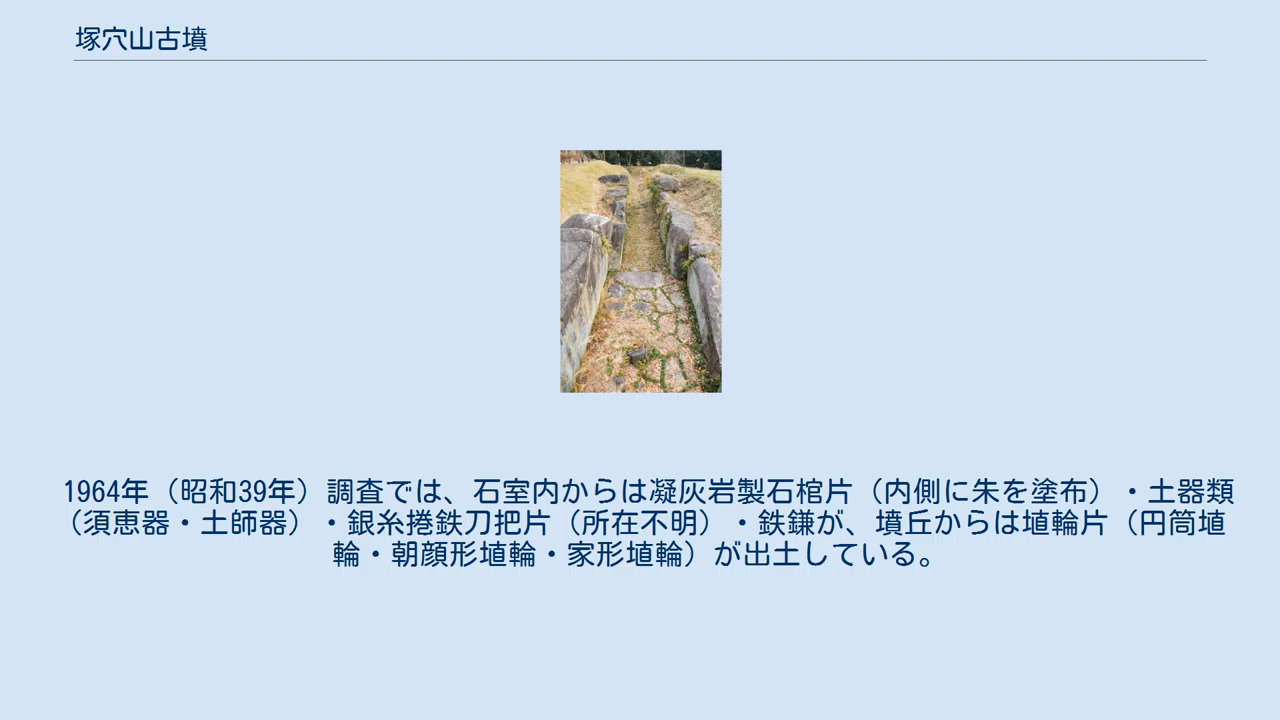 塚穴山古墳
1964年（昭和39年）調査では、石室内からは凝灰岩製石棺片（内側に朱を塗布）・土器類
（須恵器・土師器）・銀糸捲鉄刀把片（所在不明）・鉄鎌が、墳丘からは埴輪片（円筒埴
輪・朝顔形埴輪・家形埴輪）が出土している。